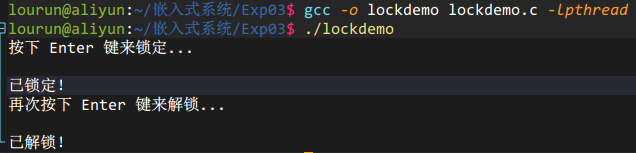 lourun@aliyun:~/嵌入式系统/Exp03$ gcc -o lockdemo lockdemo.c -lpthread
lourun@aliyun:~/嵌入式系统/Exp03$ ./lockdemo
按下 Enter 键来锁定...
已锁定!
再次按下 Enter 键来解锁...
已解锁!